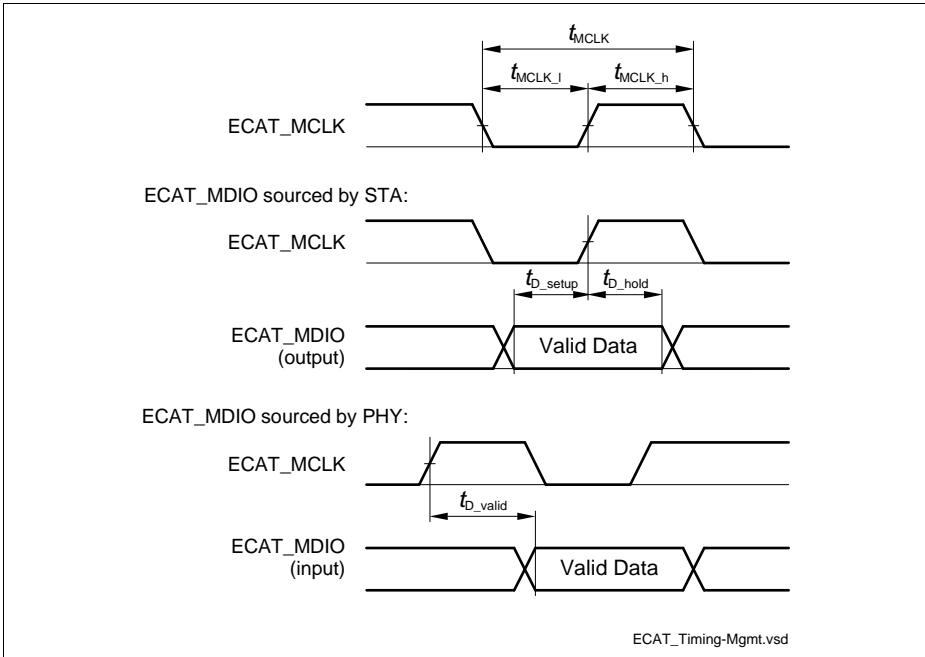 tMCLK
tMCLK_l tMCLK_h
ECAT_MCLK
ECAT_MDIO sourced by STA:
ECAT_MCLK
tD_setup tD_hold
ECAT_MDIO
(output)
Valid Data
ECAT_MDIO sourced by PHY:
ECAT_MCLK
tD_valid
ECAT_MDIO
(input)
Valid Data
ECAT_Timing-Mgmt.vsd